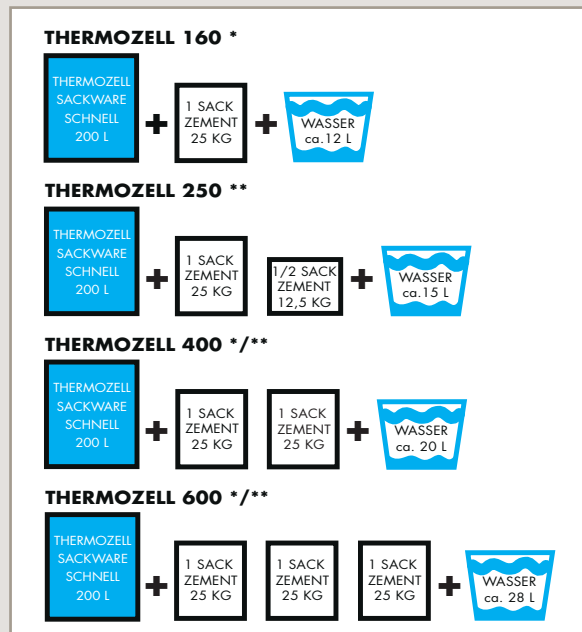 THERMOZELL 160 *
THERMOZELL
SACKWARE
SCHNELL
200 L
+
1 SACK
ZEMENT
25 KG
+
WASSER
ca.12 L
THERMOZELL 250 **
THERMOZELL
SACKWARE
SCHNELL
200 L
+
1 SACK
ZEMENT
25 KG
1/2 SACK
ZEMENT
12,5 KG
+
WASSER
ca.15 L
THERMOZELL 400 */**
THERMOZELL
SACKWARE
SCHNELL
200 L
+
1 SACK
ZEMENT
25 KG
1 SACK
ZEMENT
25 KG
+
WASSER
ca. 20 L
THERMOZELL 600 */**
THERMOZELL
SACKWARE
SCHNELL
200 L
+
1 SACK
ZEMENT
25 KG
1 SACK
ZEMENT
25 KG
1 SACK
ZEMENT
25 KG
+
WASSER
ca. 28 L